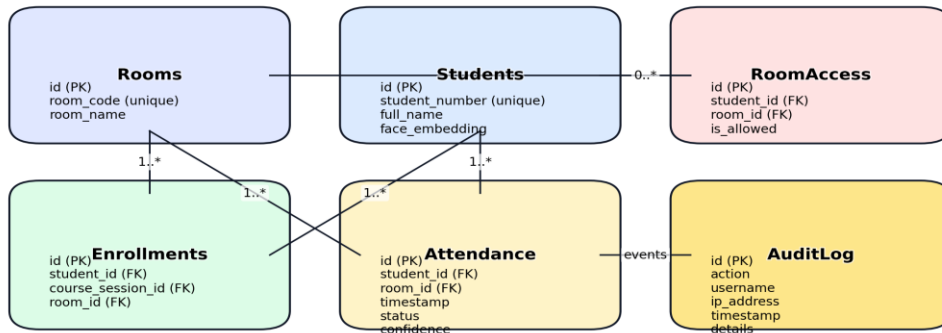 Rooms
id (PK)
room_code (unique)
room_name
Students
id (PK)
student_number (unique)
full_name
face_embedding
0..*
RoomAccess
id (PK)
student_id (FK)
room_id (FK)
is_allowed
1..*
1..*
1..*
1..*
Enrollments
id (PK)
student_id (FK)
course_session_id (FK)
room_id (FK)
Attendance
id (PK)
student_id (FK)
room_id (FK)
timestamp
status
confidence
events
AuditLog
id (PK)
action
username
ip_address
timestamp
details